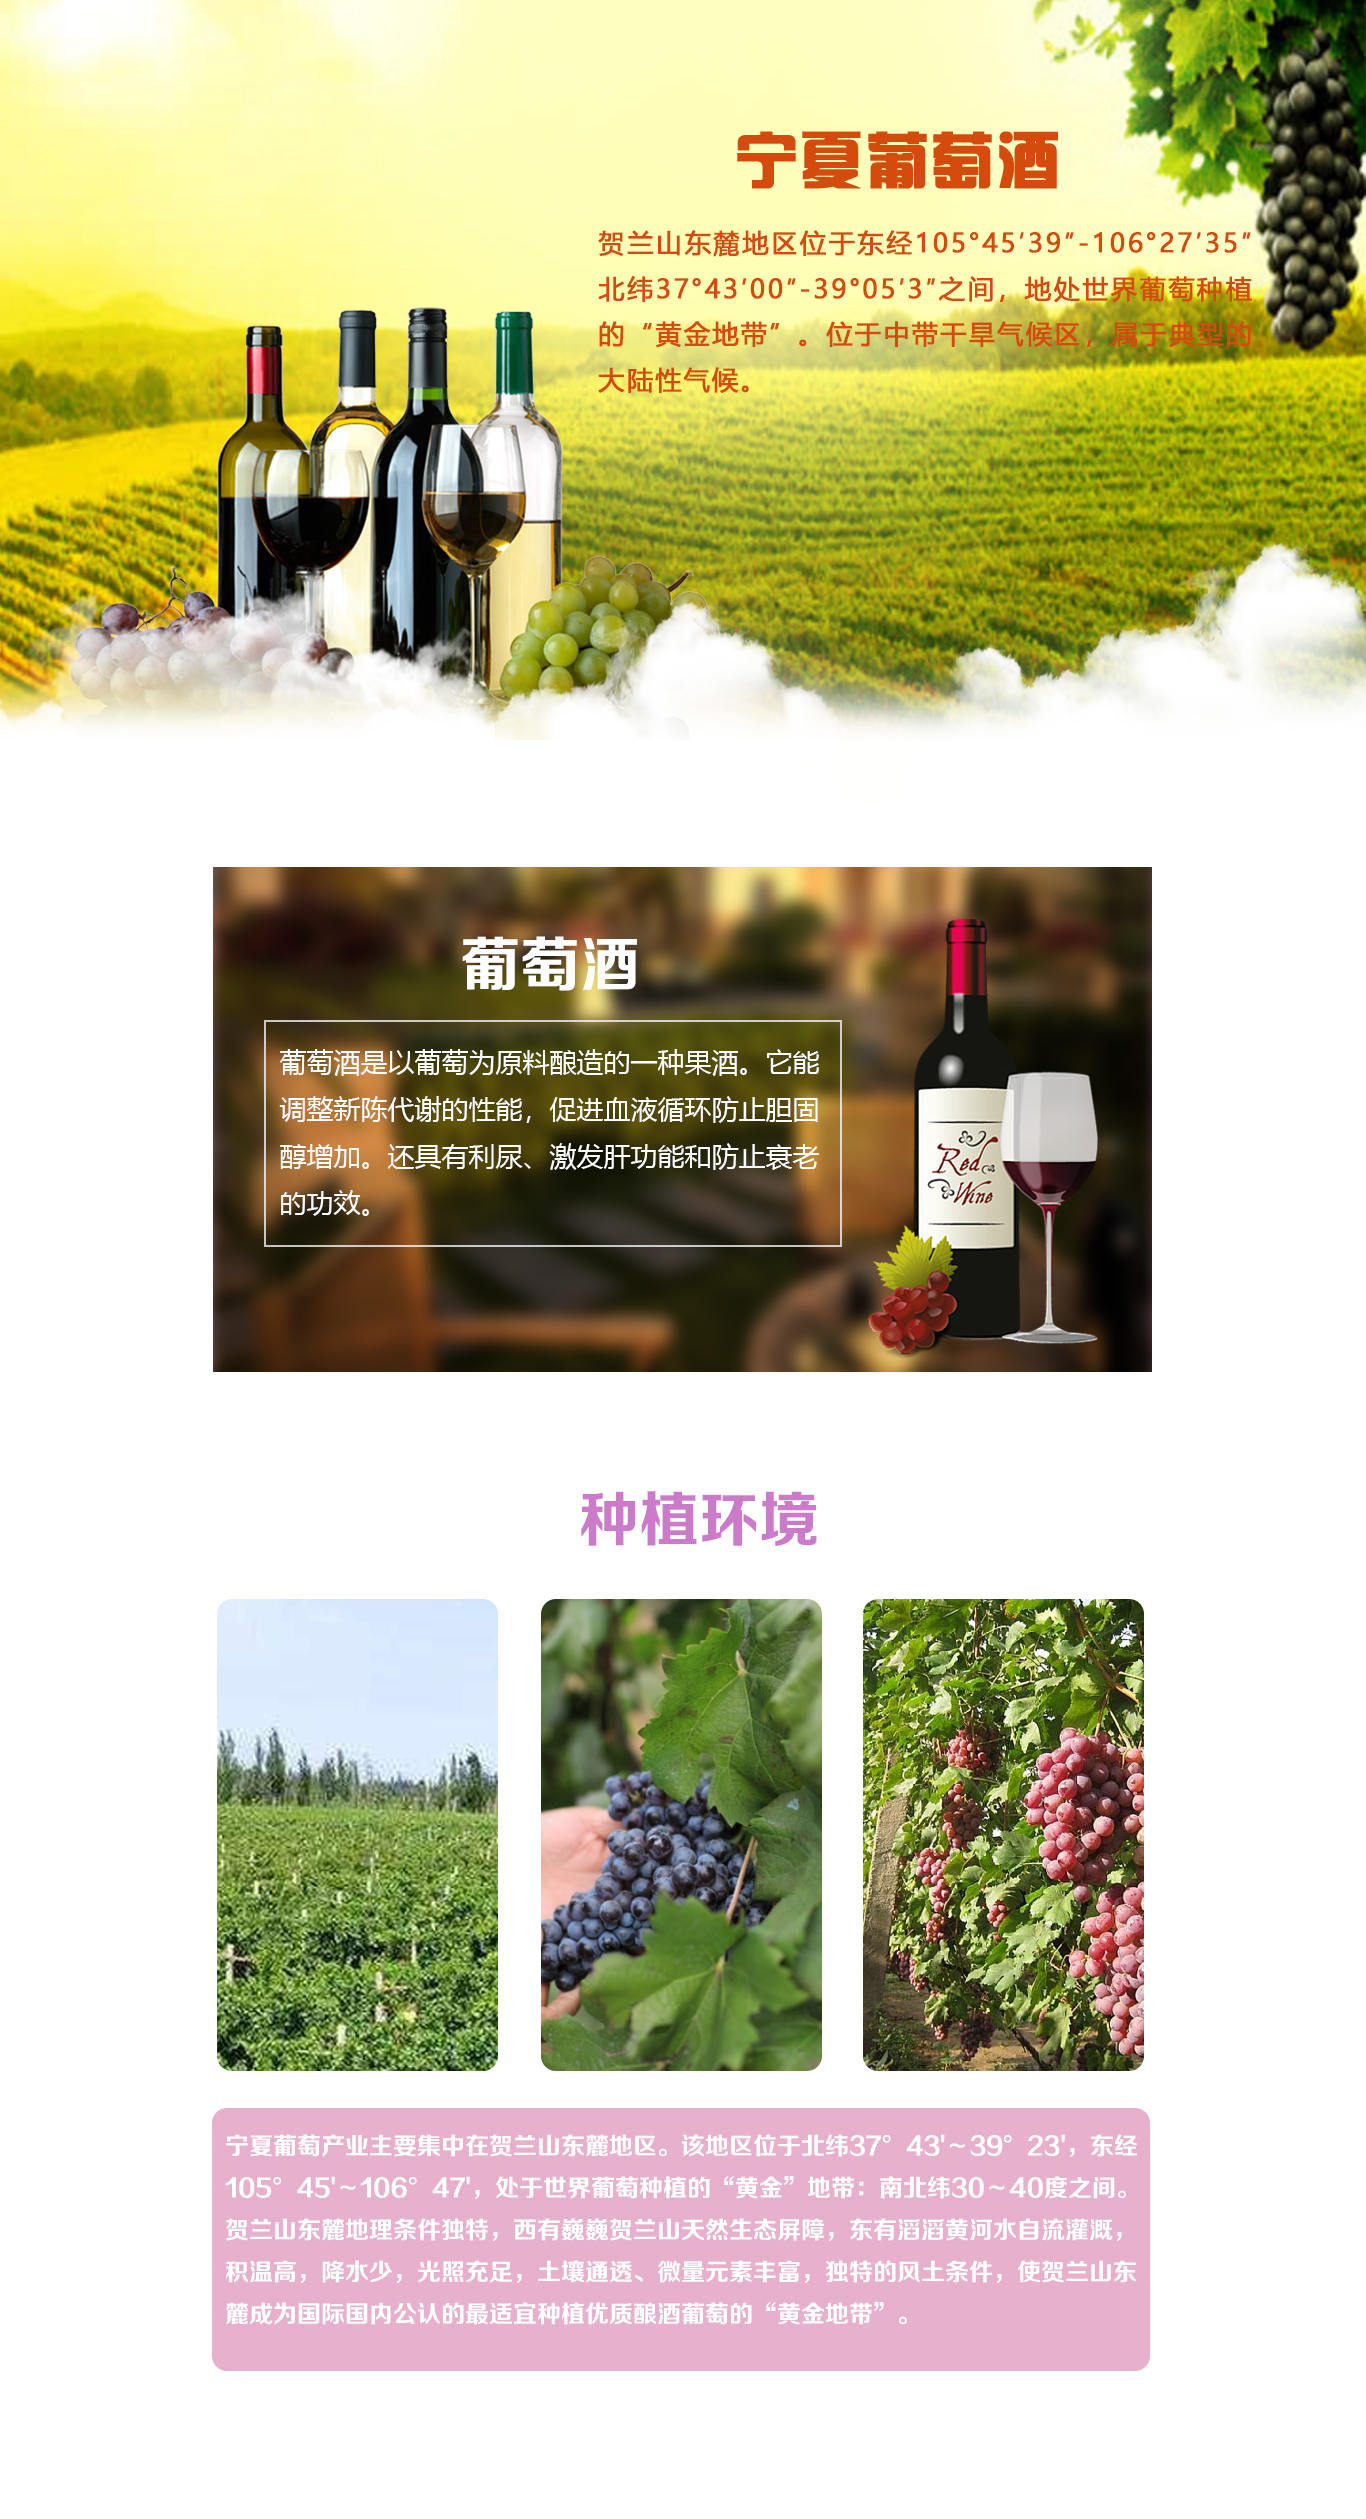 宁夏葡萄酒
贺兰山东麓地区位于东经105°45′39″-106°27′35″
北纬37°43′00″-39°05′3″之间，地处世界葡萄种植
的“黄金地带”。位于中带干旱气候区，属于典型的
大陆性气候。
葡萄酒
葡萄酒是以葡萄为原料酿造的一种果酒。它能
调整新陈代谢的性能，促进血液循环防止胆固
醇增加。还具有利尿、激发肝功能和防止衰老
的功效。
Red
Wine
种植环境
宁夏葡萄产业主要集中在贺兰山东麓地区。该地区位于北纬37°43'～39°23'，东经
105°45'～106°47'，处于世界葡萄种植的“黄金”地带：南北纬30～40度之间。
贺兰山东麓地理条件独特，西有巍巍贺兰山天然生态屏障，东有滔滔黄河水自流灌溉，
积温高，降水少，光照充足，土壤通透、微量元素丰富，独特的风土条件，使贺兰山东
麓成为国际国内公认的最适宜种植优质酿酒葡萄的“黄金地带”。